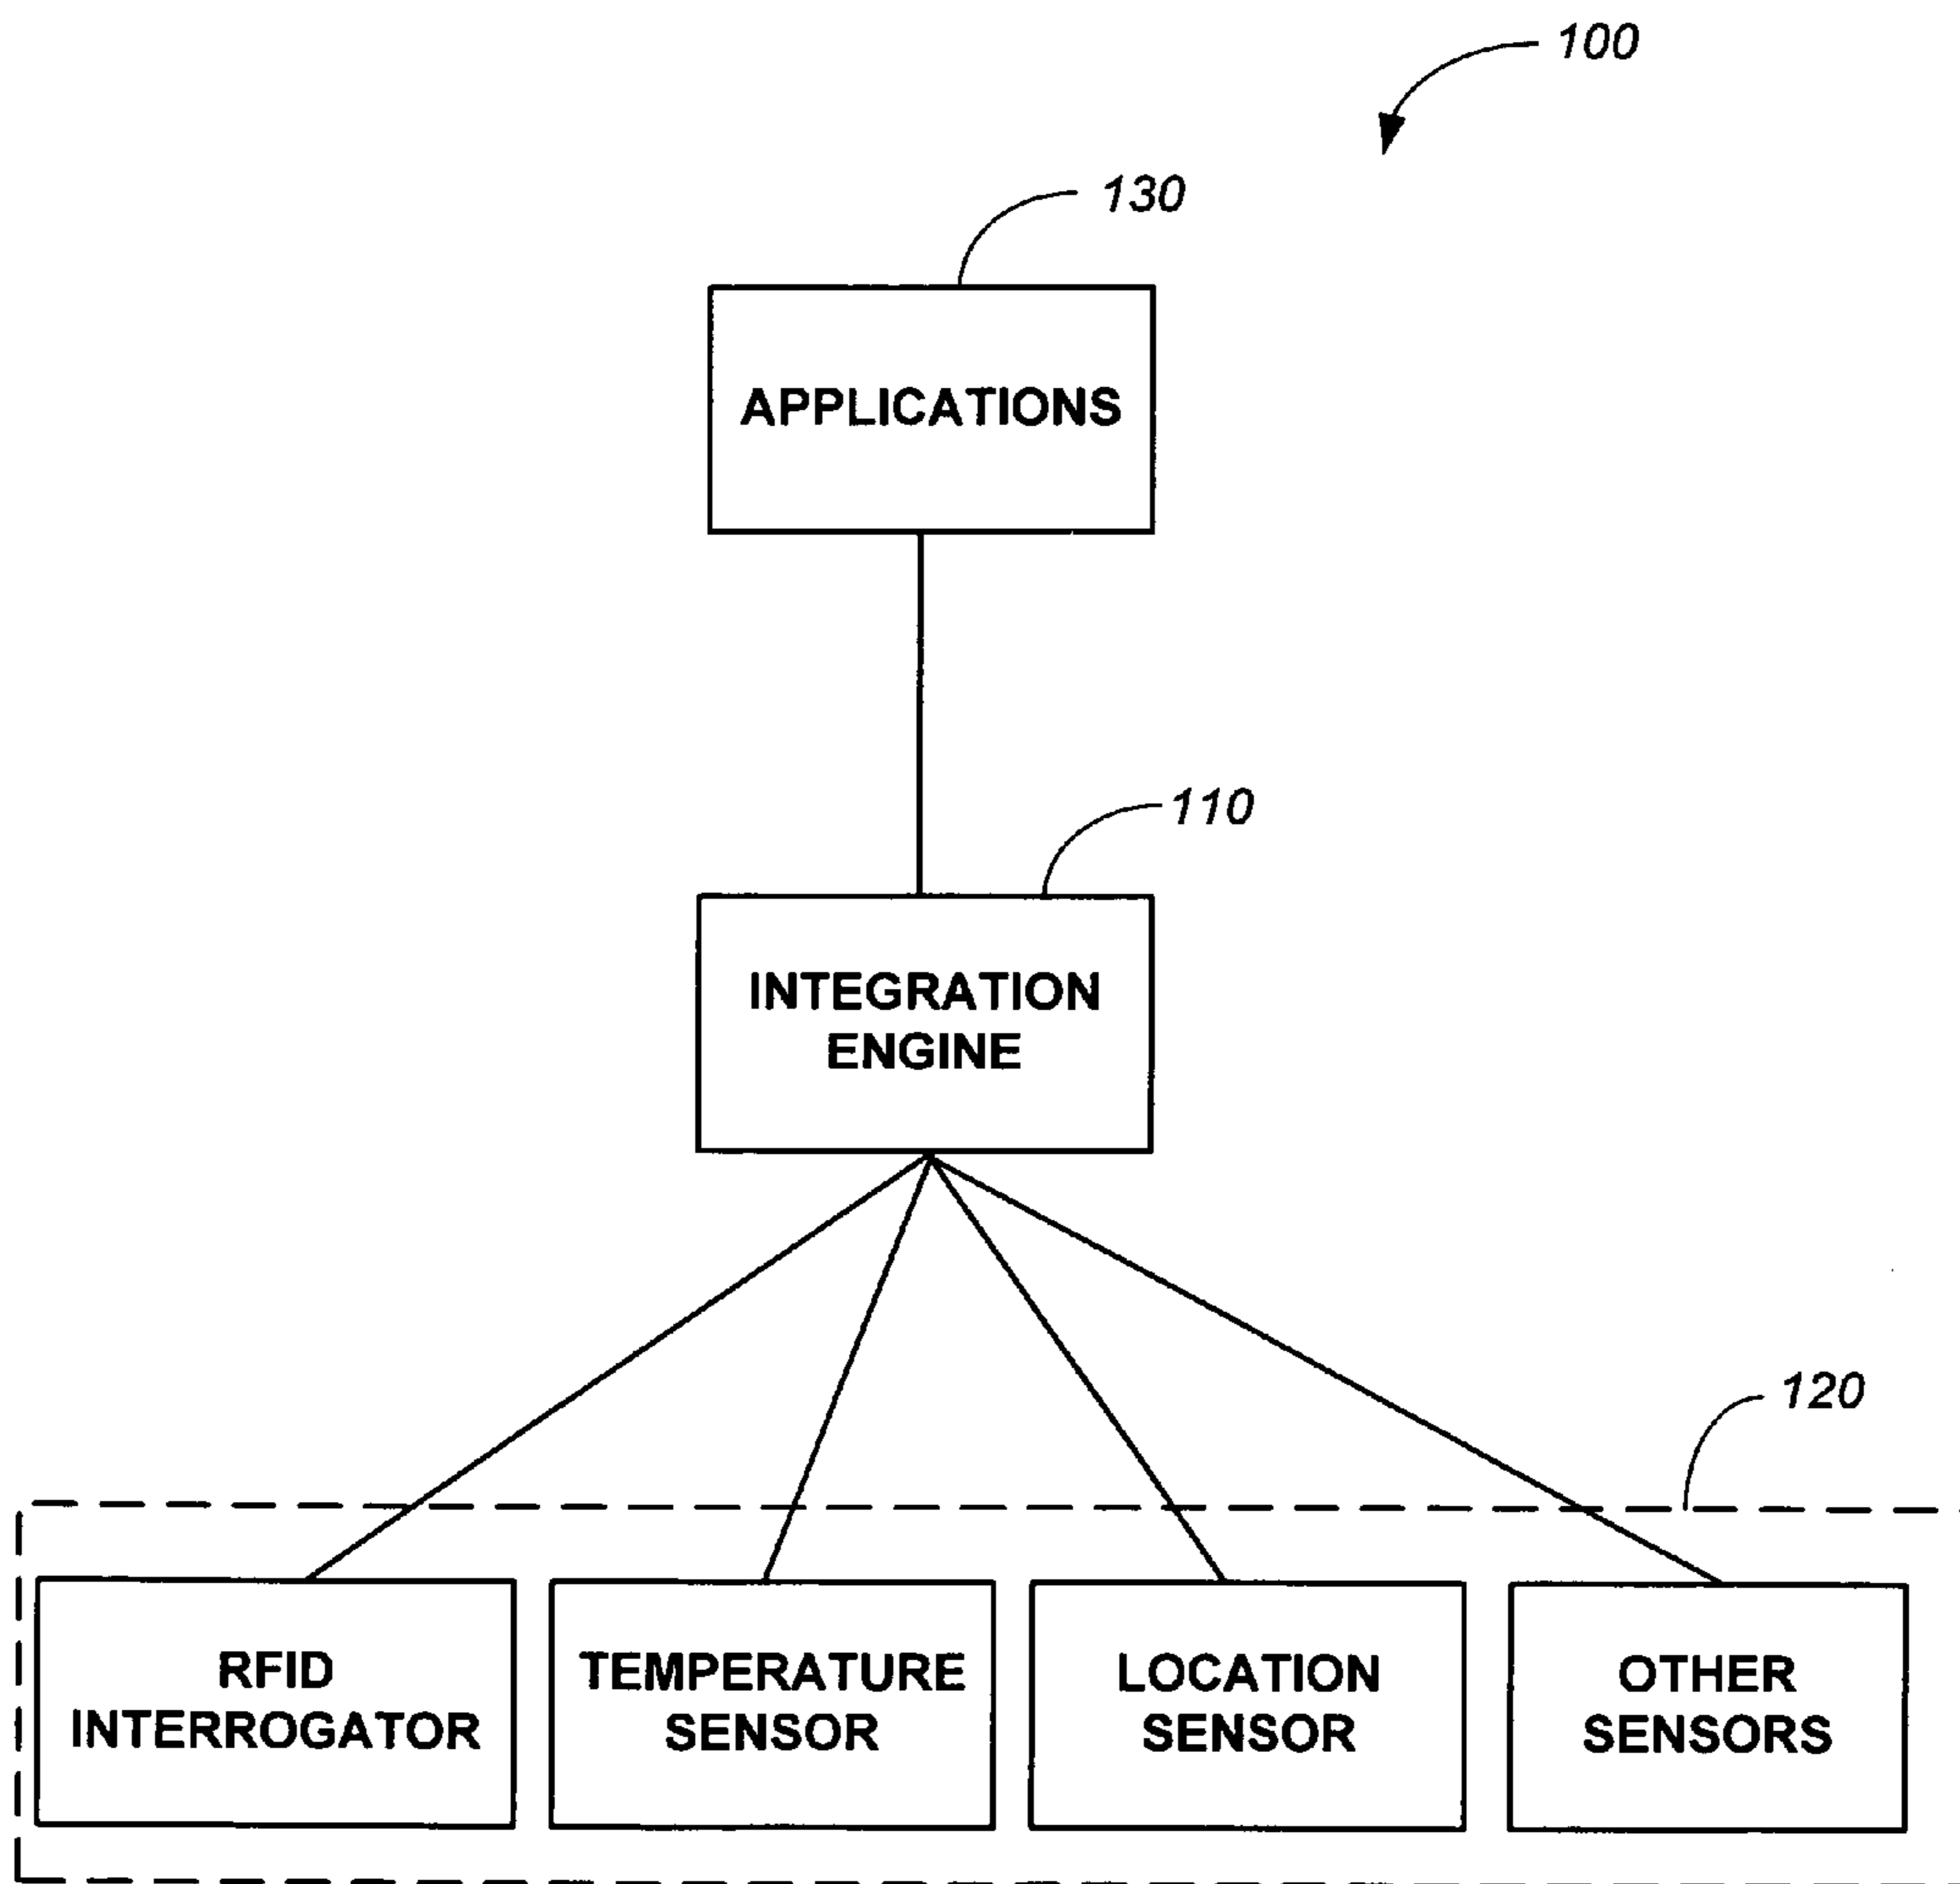 100
130
APPLICATIONS
110
INTEGRATION
ENGINE
120
RFID
INTERROGATOR
TEMPERATURE
SENSOR
LOCATION
SENSOR
OTHER
SENSORS